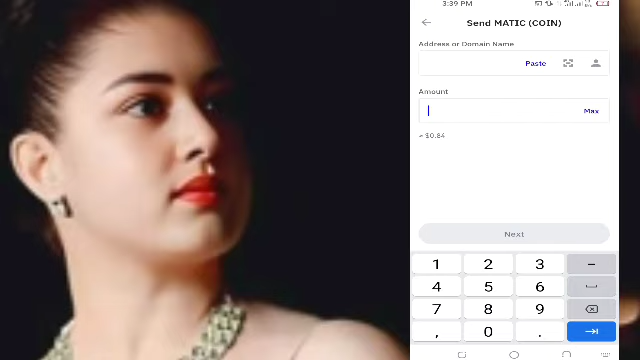 3:39 PM
Send MATIC (COIN)
Address or Domain Name
Paste
Amount
Max
≈ $0.84
Next
1 2 3 –
4 5 6
7 8 9
, 0 .